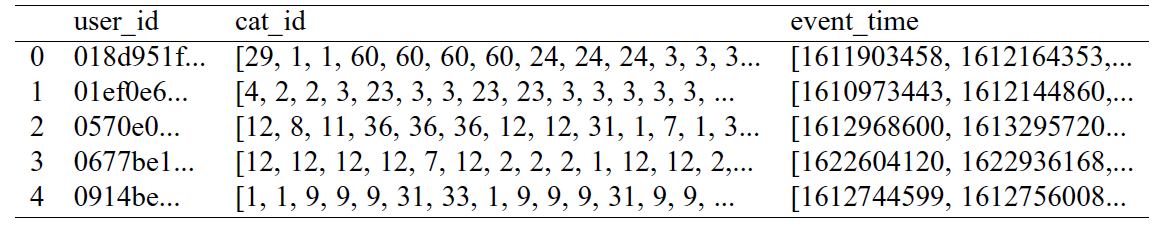 user_id cat_id event_time
0 018d951f... [29, 1, 1, 60, 60, 60, 60, 24, 24, 24, 3, 3, 3... [1611903458, 1612164353,...
1 01ef0e6... [4, 2, 2, 3, 23, 3, 3, 23, 23, 3, 3, 3, 3, 3, ... [1610973443, 1612144860,...
2 0570e0... [12, 8, 11, 36, 36, 36, 12, 12, 31, 1, 7, 1, 3... [1612968600, 1613295720...
3 0677be1... [12, 12, 12, 12, 7, 12, 2, 2, 2, 1, 12, 12, 2,... [1622604120, 1622936168,...
4 0914be... [1, 1, 9, 9, 9, 31, 33, 1, 9, 9, 9, 31, 9, 9, ... [1612744599, 1612756008...